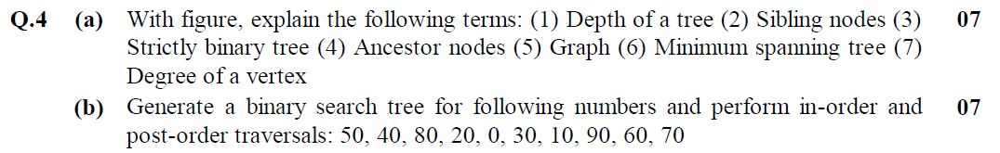 Q.4 (a) With figure, explain the following terms: (1) Depth of a tree (2) Sibling nodes (3) 07
Strictly binary tree (4) Ancestor nodes (5) Graph (6) Minimum spanning tree (7)
Degree of a vertex
(b) Generate a binary search tree for following numbers and perform in-order and 07
post-order traversals: 50, 40, 80, 20, 0, 30, 10, 90, 60, 70